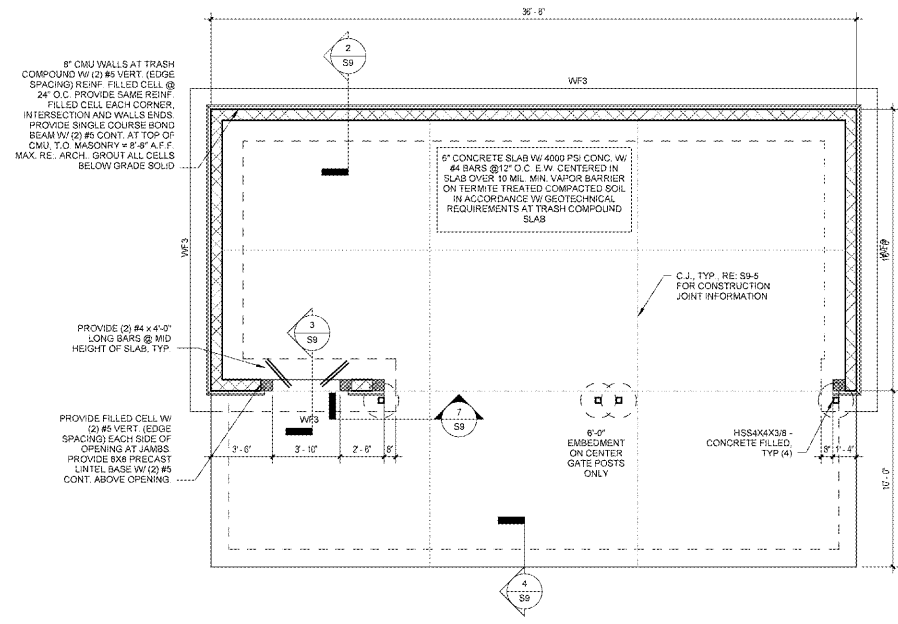 36' - 8"
2
S9
WF3
8" CMU WALLS AT TRASH
COMPOUND W/ (2) #5 VERT. (EDGE
SPACING) REINF. FILLED CELL @
24" O.C. PROVIDE SAME REINF.
FILLED CELL EACH CORNER,
INTERSECTION AND WALLS ENDS.
PROVIDE SINGLE COURSE BOND
BEAM W/ (2) #5 CONT. AT TOP OF
CMU, T.O. MASONRY = 8'-8" A.F.F.
MAX. RE:. ARCH.. GROUT ALL CELLS
BELOW GRADE SOLID
6" CONCRETE SLAB W/ 4000 PSI CONC. W/
#4 BARS @12" O.C. E.W. CENTERED IN
SLAB OVER 10 MIL. MIN. VAPOR BARRIER
ON TERMITE TREATED COMPACTED SOIL
IN ACCORDANCE W/ GEOTECHNICAL
REQUIREMENTS AT TRASH COMPOUND
SLAB
WF3
C.J., TYP., RE: S9-5
FOR CONSTRUCTION
JOINT INFORMATION
PROVIDE (2) #4 x 4'-0"
LONG BARS @ MID
HEIGHT OF SLAB, TYP.
3
S9
PROVIDE FILLED CELL W/
(2) #5 VERT. (EDGE
SPACING) EACH SIDE OF
OPENING AT JAMBS.
PROVIDE 8X8 PRECAST
LINTEL BASE W/ (2) #5
CONT. ABOVE OPENING.
WF3
7
S9
3' - 6"
3' - 10"
2' - 6"
8"
6'-0"
EMBEDMENT
ON CENTER
GATE POSTS
ONLY
HSS4X4X3/8 -
CONCRETE FILLED,
TYP (4)
8"
1' - 4"
10' - 0"
4
S9